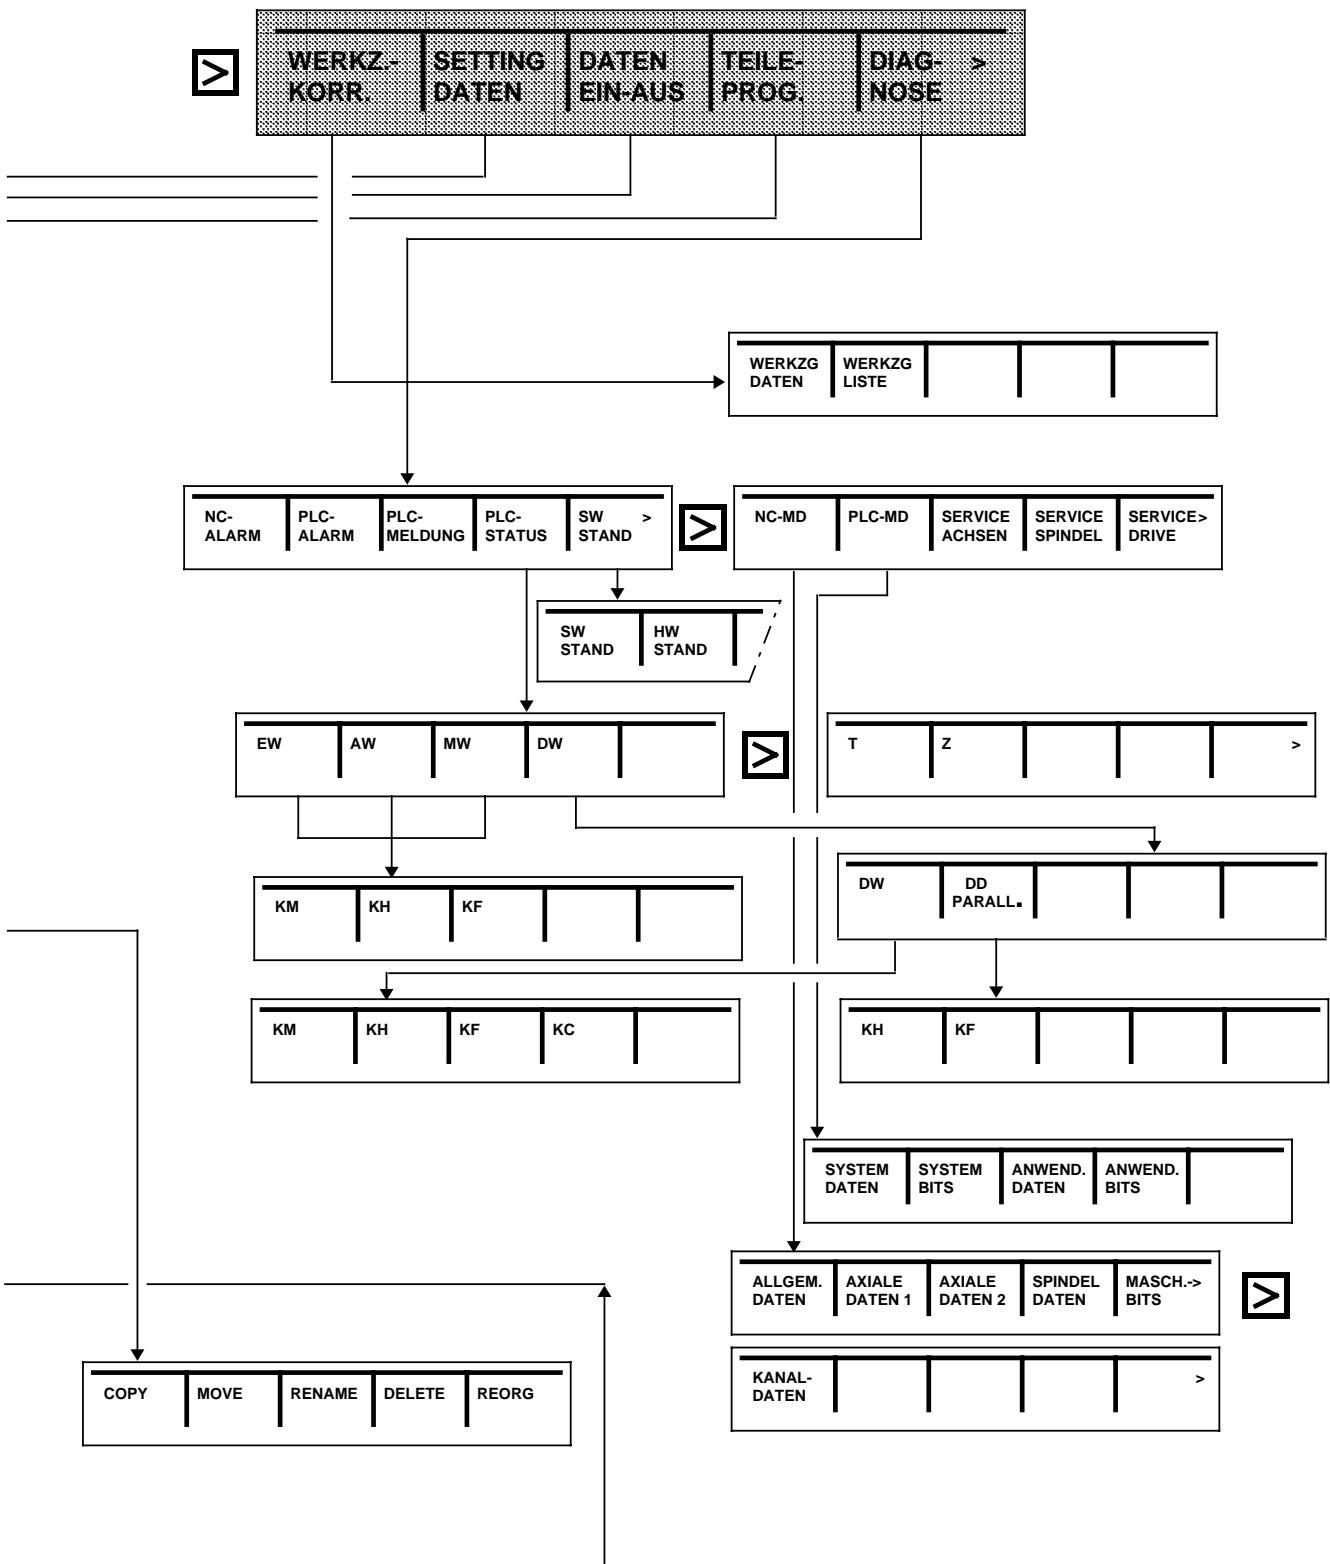 >
WERKZ.-
KORR.
SETTING
DATEN
DATEN
EIN-AUS
TEILE-
PROG.
DIAG-
NOSE
>
WERKZG
DATEN
WERKZG
LISTE
NC-
ALARM
PLC-
ALARM
PLC-
MELDUNG
PLC-
STATUS
SW
STAND
>
>
NC-MD
PLC-MD
SERVICE
ACHSEN
SERVICE
SPINDEL
SERVICE>
DRIVE
SW
STAND
HW
STAND
EW
AW
MW
DW
>
T
Z
>
DW
DD
PARALL.
KM
KH
KF
KM
KH
KF
KC
KH
KF
SYSTEM
DATEN
SYSTEM
BITS
ANWEND.
DATEN
ANWEND.
BITS
ALLGEM.
DATEN
AXIALE
DATEN 1
AXIALE
DATEN 2
SPINDEL
DATEN
MASCH.->
BITS
>
KANAL-
DATEN
>
COPY
MOVE
RENAME
DELETE
REORG